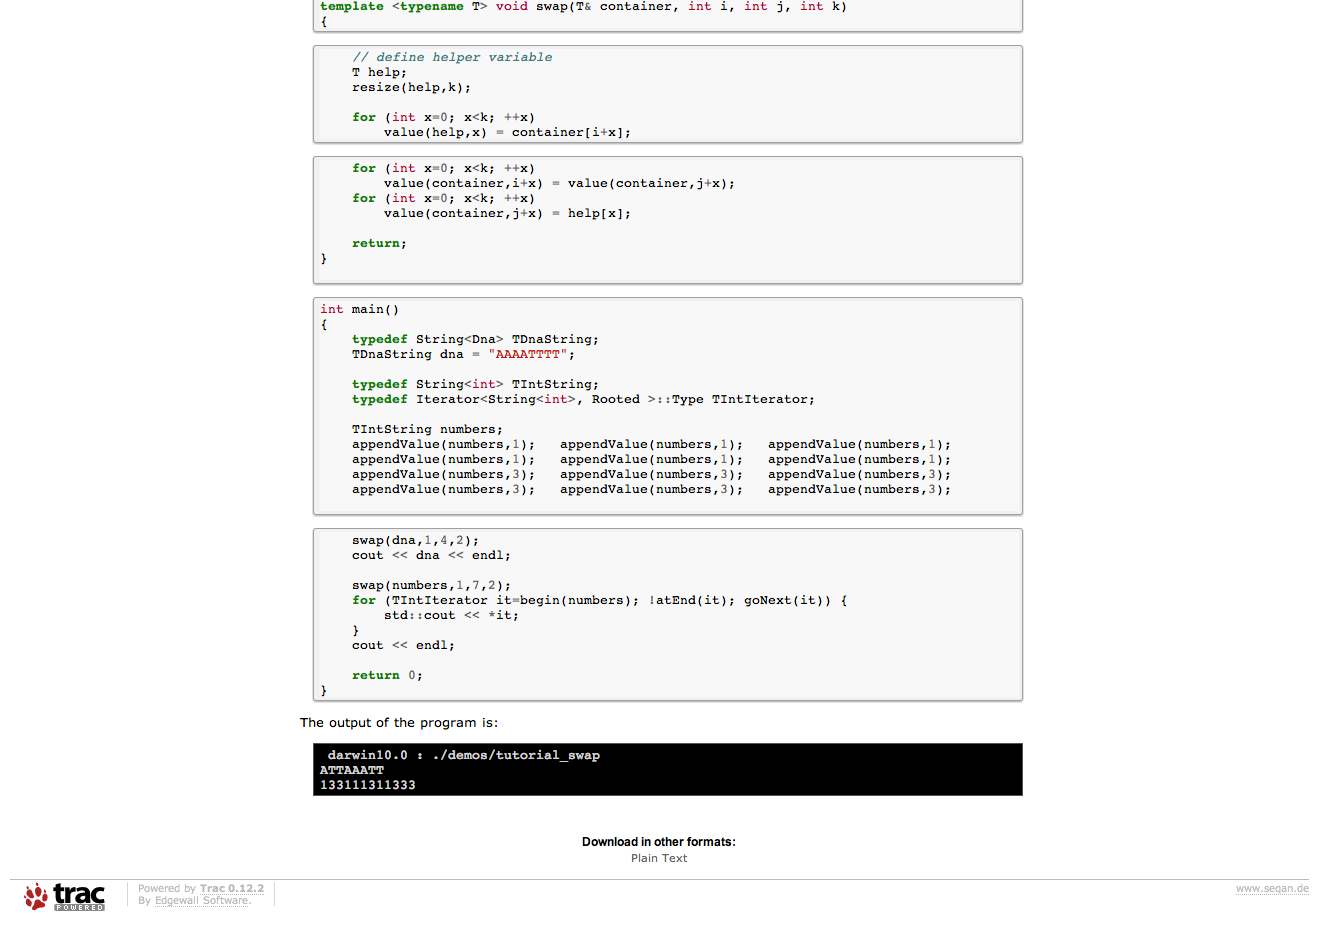 template <typename T> void swap(T& container, int i, int j, int k)
{
    // define helper variable
    T help;
    resize(help,k);
    for (int x=0; x<k; ++x)
        value(help,x) = container[i+x];
    for (int x=0; x<k; ++x)
        value(container,i+x) = value(container,j+x);
    for (int x=0; x<k; ++x)
        value(container,j+x) = help[x];
    return;
}
int main()
{
    typedef String<Dna> TDnaString;
    TDnaString dna = "AAAATTTT";
    typedef String<int> TIntString;
    typedef Iterator<String<int>, Rooted >::Type TIntIterator;
    TIntString numbers;
    appendValue(numbers,1);   appendValue(numbers,1);   appendValue(numbers,1);
    appendValue(numbers,1);   appendValue(numbers,1);   appendValue(numbers,1);
    appendValue(numbers,3);   appendValue(numbers,3);   appendValue(numbers,3);
    appendValue(numbers,3);   appendValue(numbers,3);   appendValue(numbers,3);
    swap(dna,1,4,2);
    cout << dna << endl;
    swap(numbers,1,7,2);
    for (TIntIterator it=begin(numbers); !atEnd(it); goNext(it)) {
        std::cout << *it;
    }
    cout << endl;
    return 0;
}
The output of the program is:
 darwin10.0 : ./demos/tutorial_swap
ATTAAATT
133111311333
Download in other formats:
Plain Text
trac
POWERED
Powered by Trac 0.12.2
By Edgewall Software.
www.seqan.de